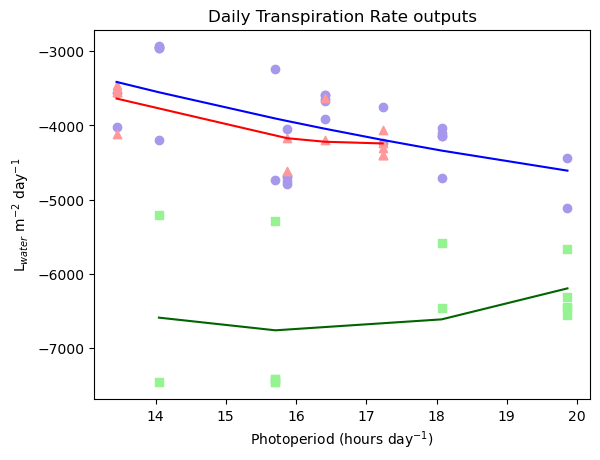 Daily Transpiration Rate outputs
−3000
−4000
−5000
−6000
−7000
L_water m⁻² day⁻¹
14 15 16 17 18 19 20
Photoperiod (hours day⁻¹)